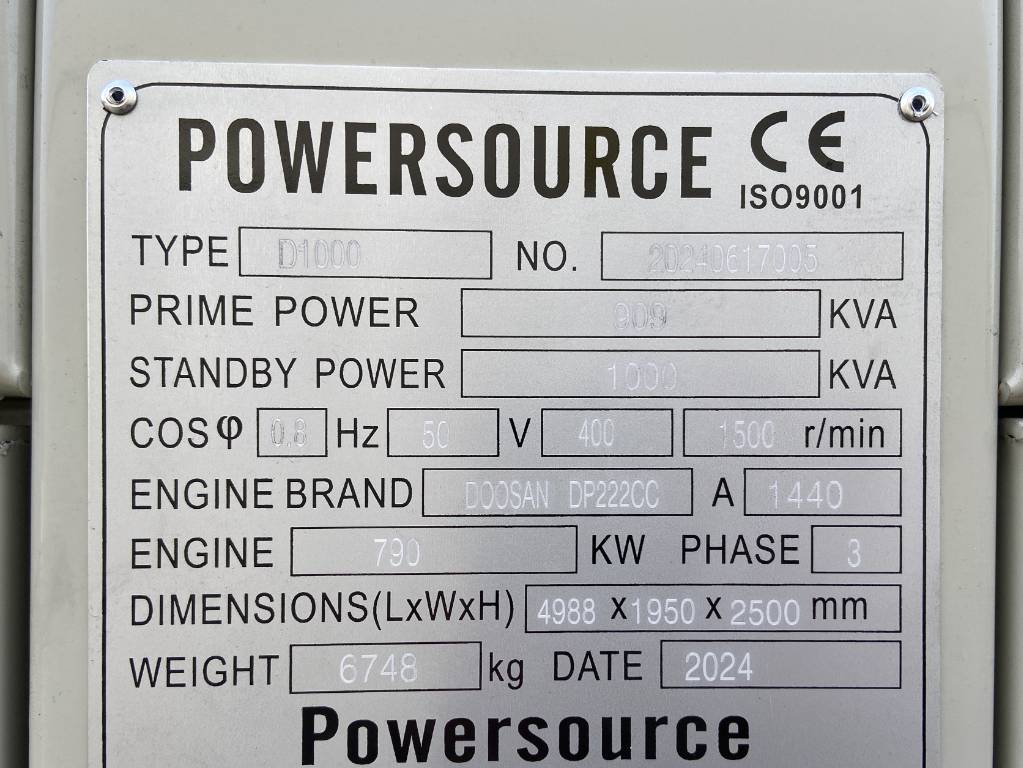 POWERSOURCE CE
ISO9001
TYPE D1000 NO. 20240617005
PRIME POWER 909 KVA
STANDBY POWER 1000 KVA
COSφ 0.8 Hz 50 V 400 1500 r/min
ENGINE BRAND DOOSAN DP222CC A 1440
ENGINE 790 KW PHASE 3
DIMENSIONS(LxWxH) 4988 x 1950 x 2500 mm
WEIGHT 6748 kg DATE 2024
Powersource